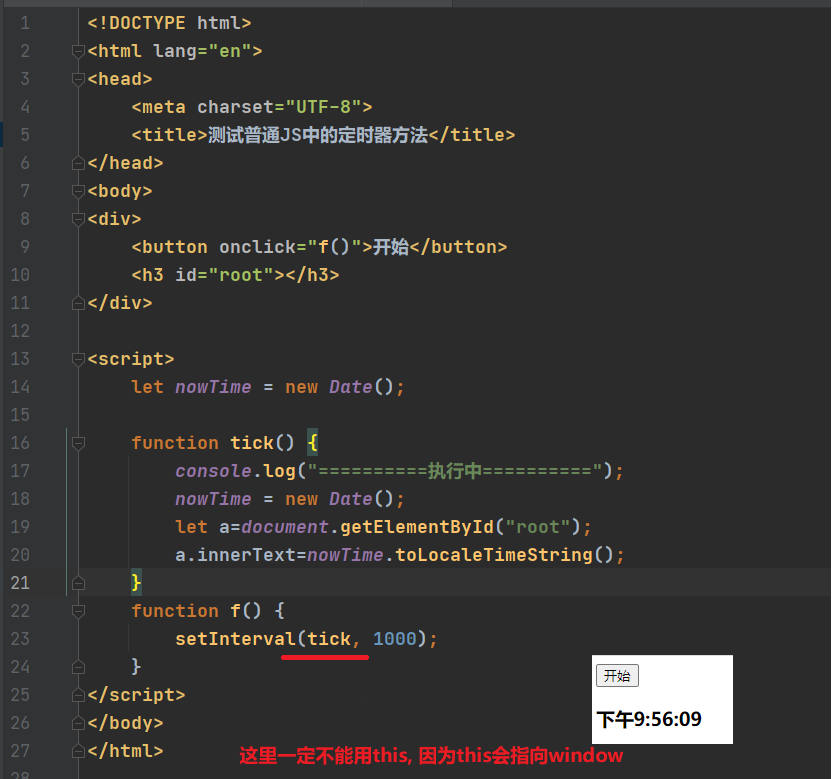 1 <!DOCTYPE html>
2 <html lang="en">
3 <head>
4     <meta charset="UTF-8">
5     <title>测试普通JS中的定时器方法</title>
6 </head>
7 <body>
8 <div>
9     <button onclick="f()">开始</button>
10     <h3 id="root"></h3>
11 </div>
12
13 <script>
14     let nowTime = new Date();
15
16     function tick() {
17         console.log("==========执行中==========");
18         nowTime = new Date();
19         let a=document.getElementById("root");
20         a.innerText=nowTime.toLocaleTimeString();
21     }
22     function f() {
23         setInterval(tick, 1000);
24     }
25 </script>
26 </body>
27 </html>
28
开始
下午9:56:09
这里一定不能用this, 因为this会指向window